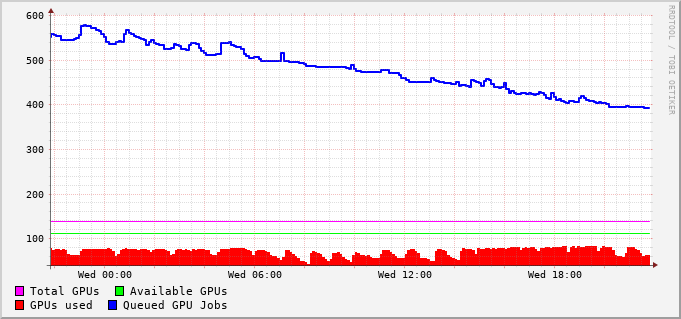 600
500
400
300
200
100
Wed 00:00 Wed 06:00 Wed 12:00 Wed 18:00
Total GPUs Available GPUs
GPUs used Queued GPU Jobs
RRDTOOL / TOBI OETIKER